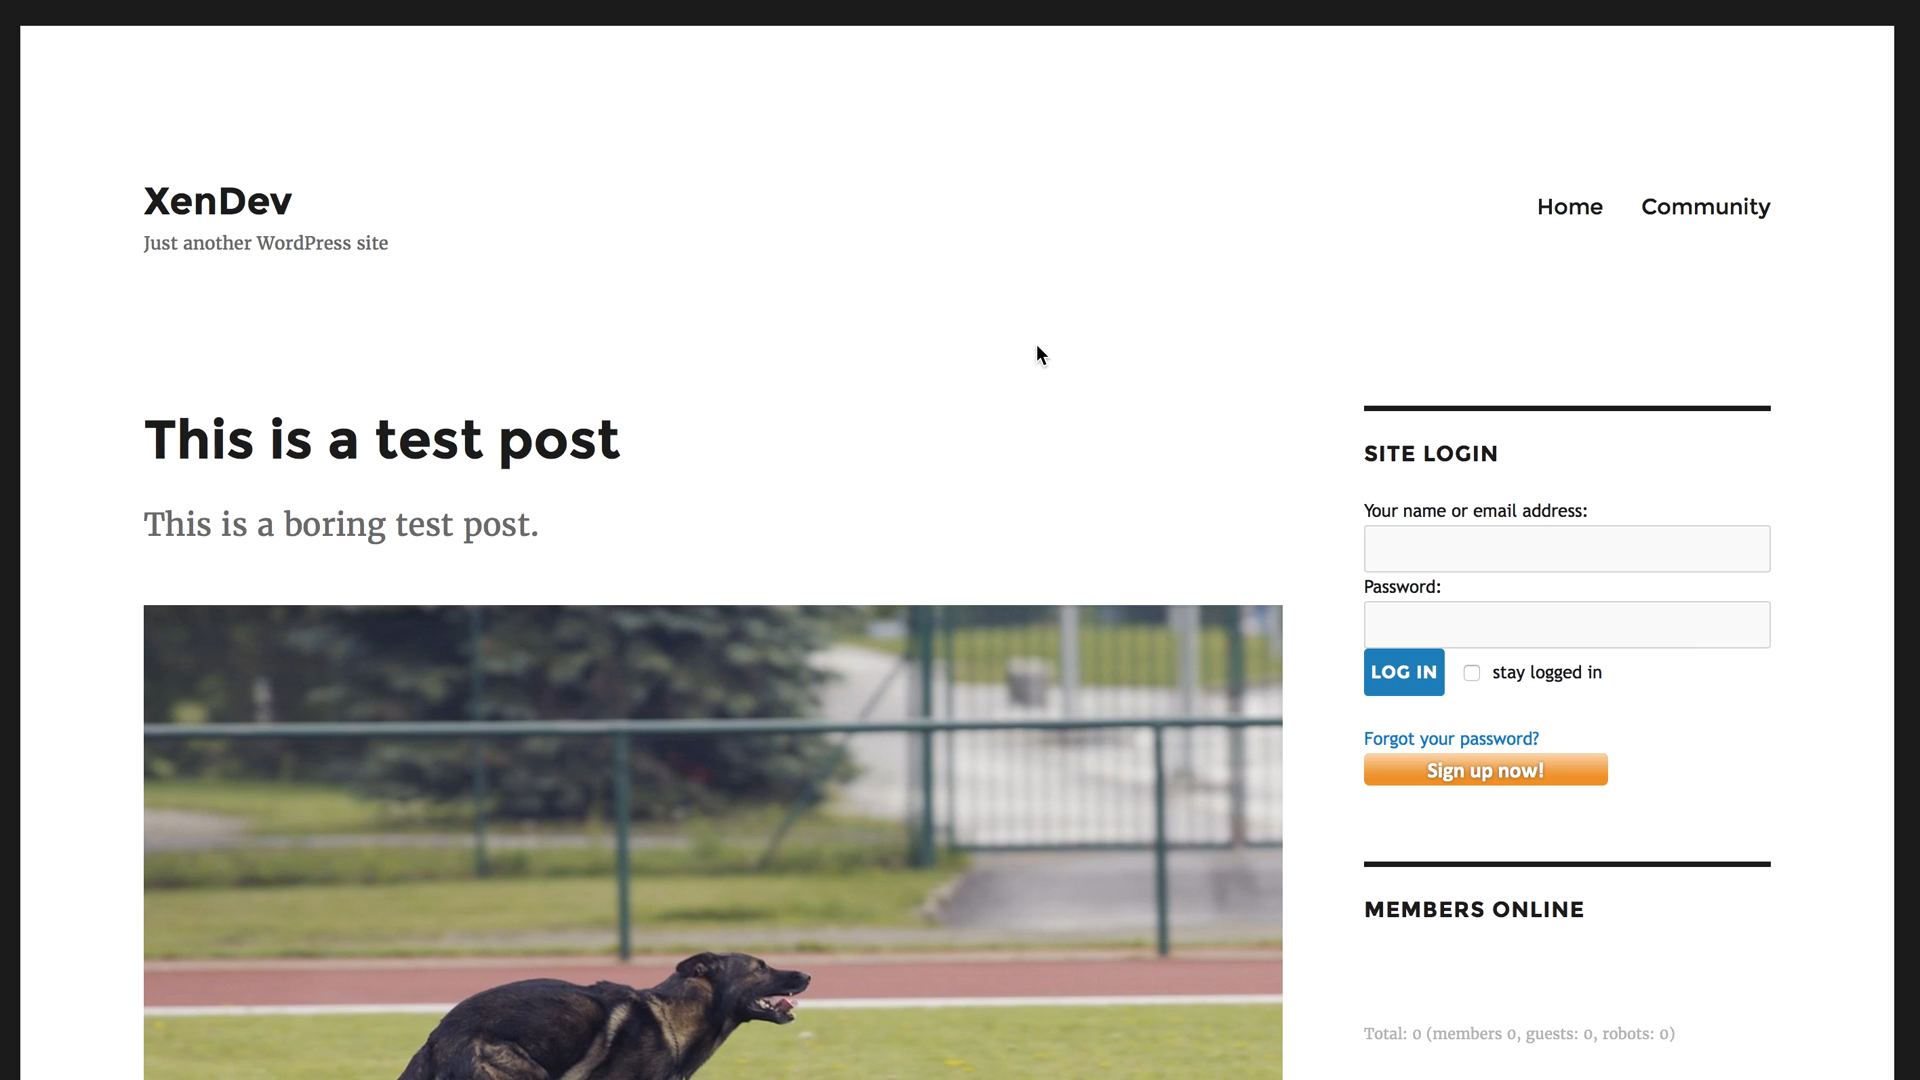 XenDev
Just another WordPress site
Home Community
This is a test post
This is a boring test post.
SITE LOGIN
Your name or email address:
Password:
LOG IN stay logged in
Forgot your password?
Sign up now!
MEMBERS ONLINE
Total: 0 (members 0, guests: 0, robots: 0)